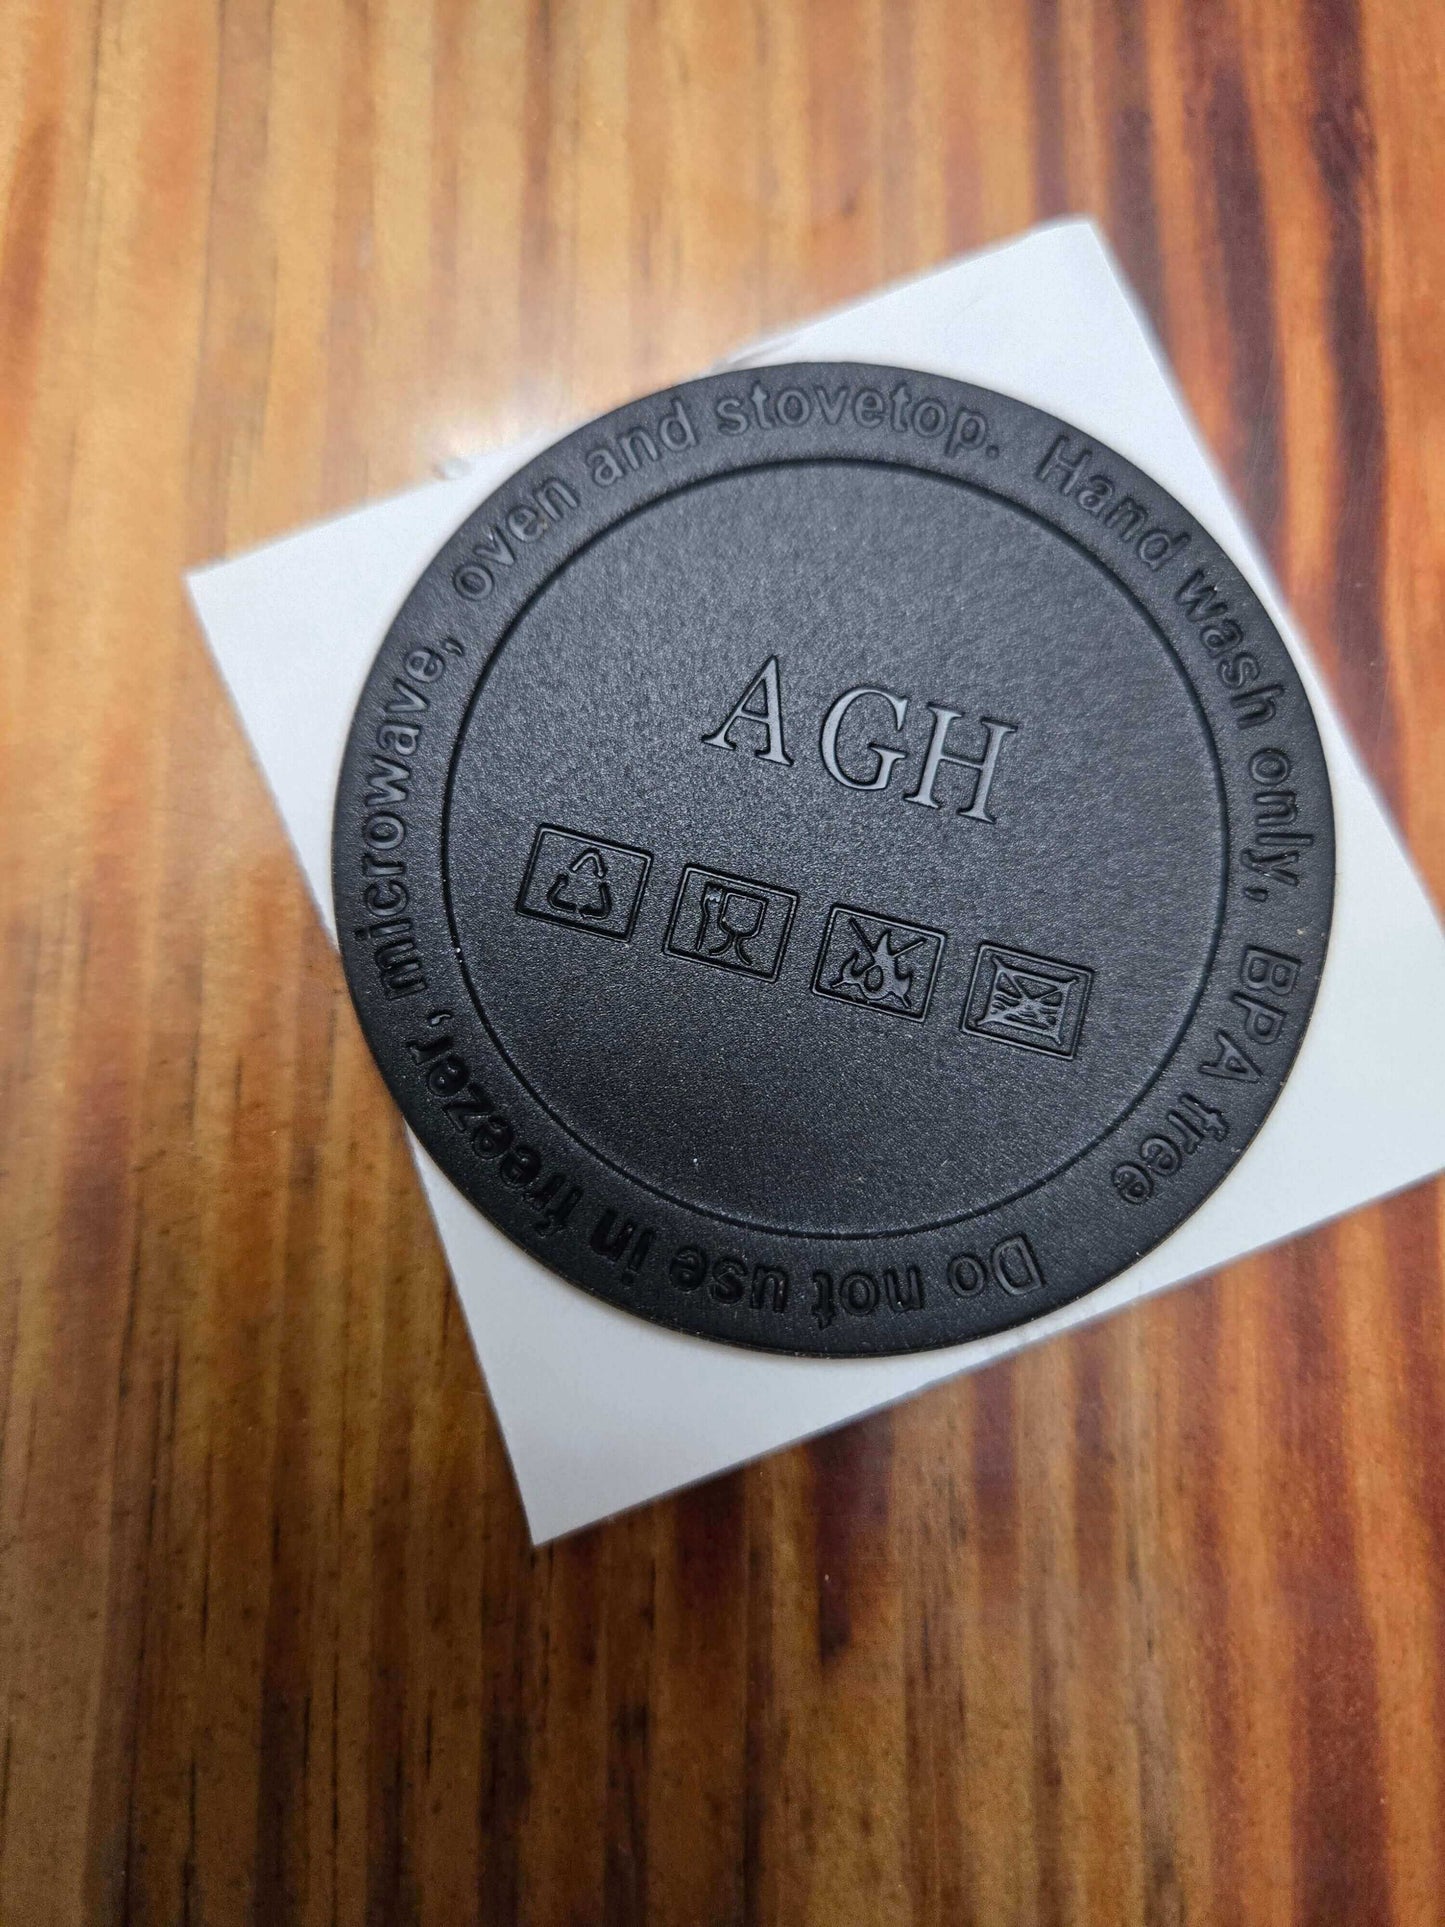 Do not use in freezer, microwave, oven and stovetop. Hand wash only, BPA free
AGH